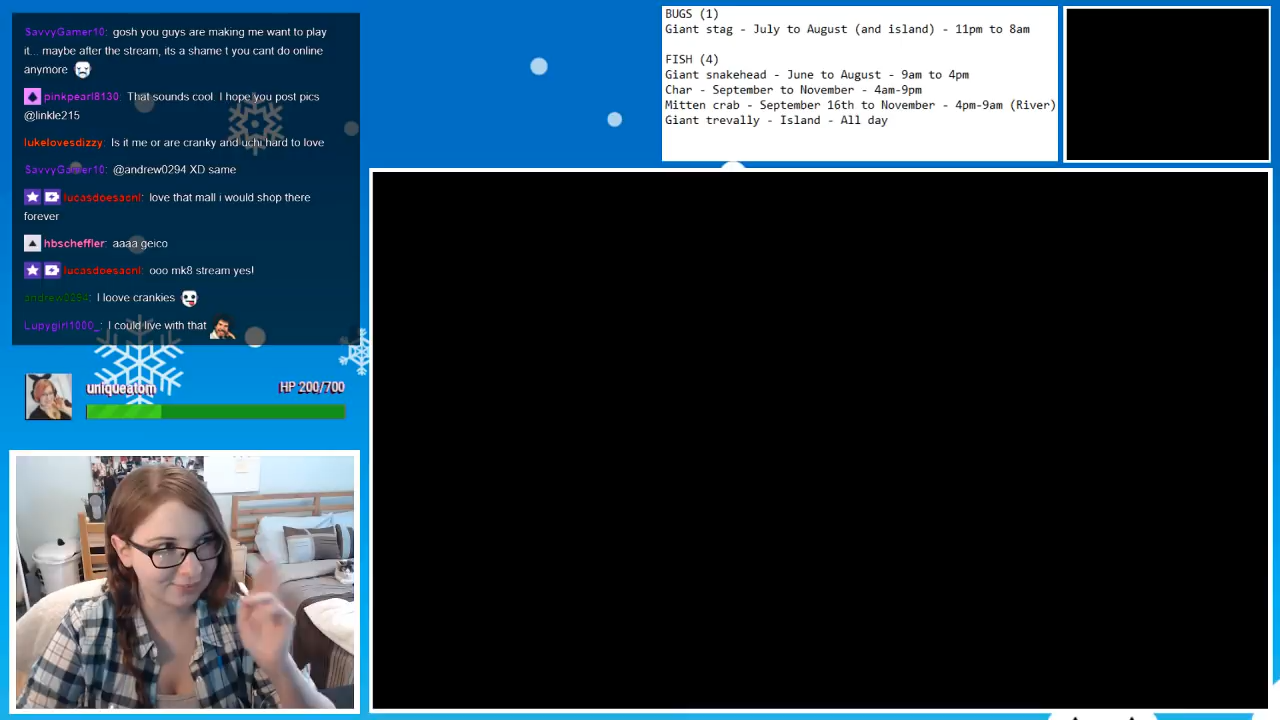 SavvyGamer10: gosh you guys are making me want to play
it... maybe after the stream, its a shame t you cant do online
anymore
pinkpearl8130: That sounds cool. I hope you post pics
@linkle215
lukelovesdizzy: Is it me or are cranky and uchi hard to love
SavvyGamer10: @andrew0294 XD same
lucasdoesacnl: love that mall i would shop there
forever
hbscheffler: aaaa geico
lucasdoesacnl: ooo mk8 stream yes!
andrew0294: I loove crankies
Lupygirl1000_: I could live with that
uniqueatom HP 200/700
BUGS (1)
Giant stag - July to August (and island) - 11pm to 8am
FISH (4)
Giant snakehead - June to August - 9am to 4pm
Char - September to November - 4am-9pm
Mitten crab - September 16th to November - 4pm-9am (River)
Giant trevally - Island - All day